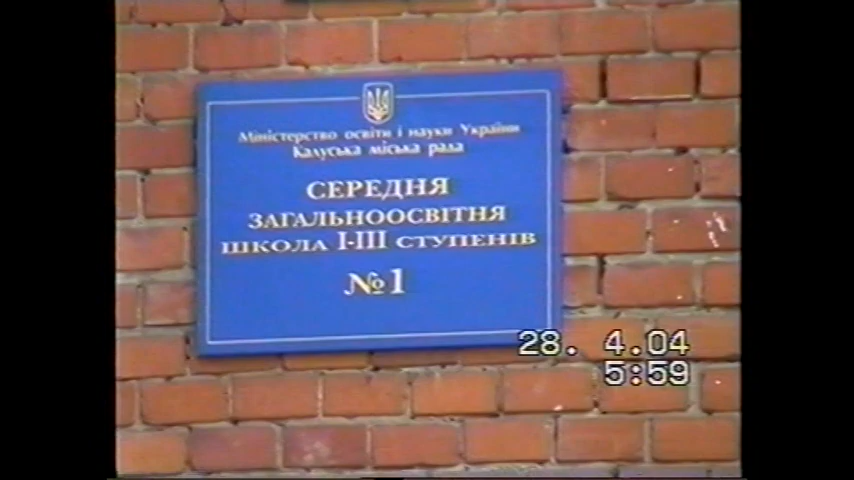 Міністерство освіти і науки України
Калуська міська рада
СЕРЕДНЯ
ЗАГАЛЬНООСВІТНЯ
ШКОЛА І-ІІІ СТУПЕНІВ
№1
28. 4.04
5:59